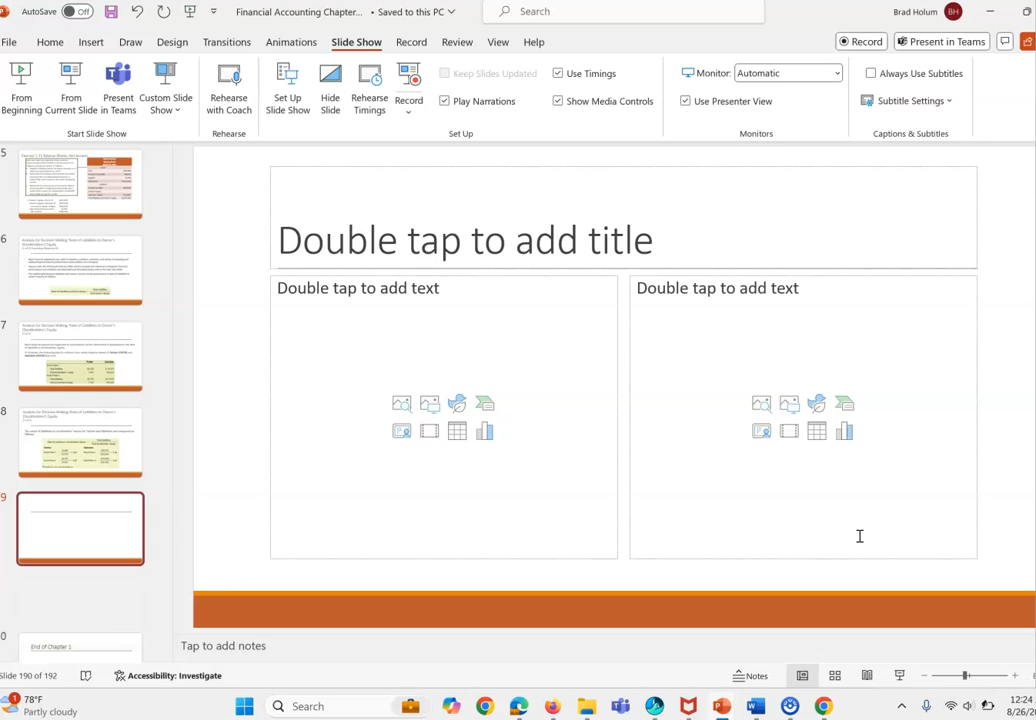 AutoSave Off Financial Accounting Chapter... • Saved to this PC Search Brad Holum BH
File Home Insert Draw Design Transitions Animations Slide Show Record Review View Help Record Present in Teams
Keep Slides Updated Use Timings Monitor: Automatic Always Use Subtitles
From Beginning From Current Slide Present in Teams Custom Slide Show Rehearse with Coach Set Up Slide Show Hide Slide Rehearse Timings Record Play Narrations Show Media Controls Use Presenter View Subtitle Settings
Start Slide Show Rehearse Set Up Monitors Captions & Subtitles
5
6
7
8
9
0
End of Chapter 1
Double tap to add title
Double tap to add text Double tap to add text
Tap to add notes
Slide 190 of 192 Accessibility: Investigate Notes
1 78°F
Partly cloudy
Search
12:24
8/26/